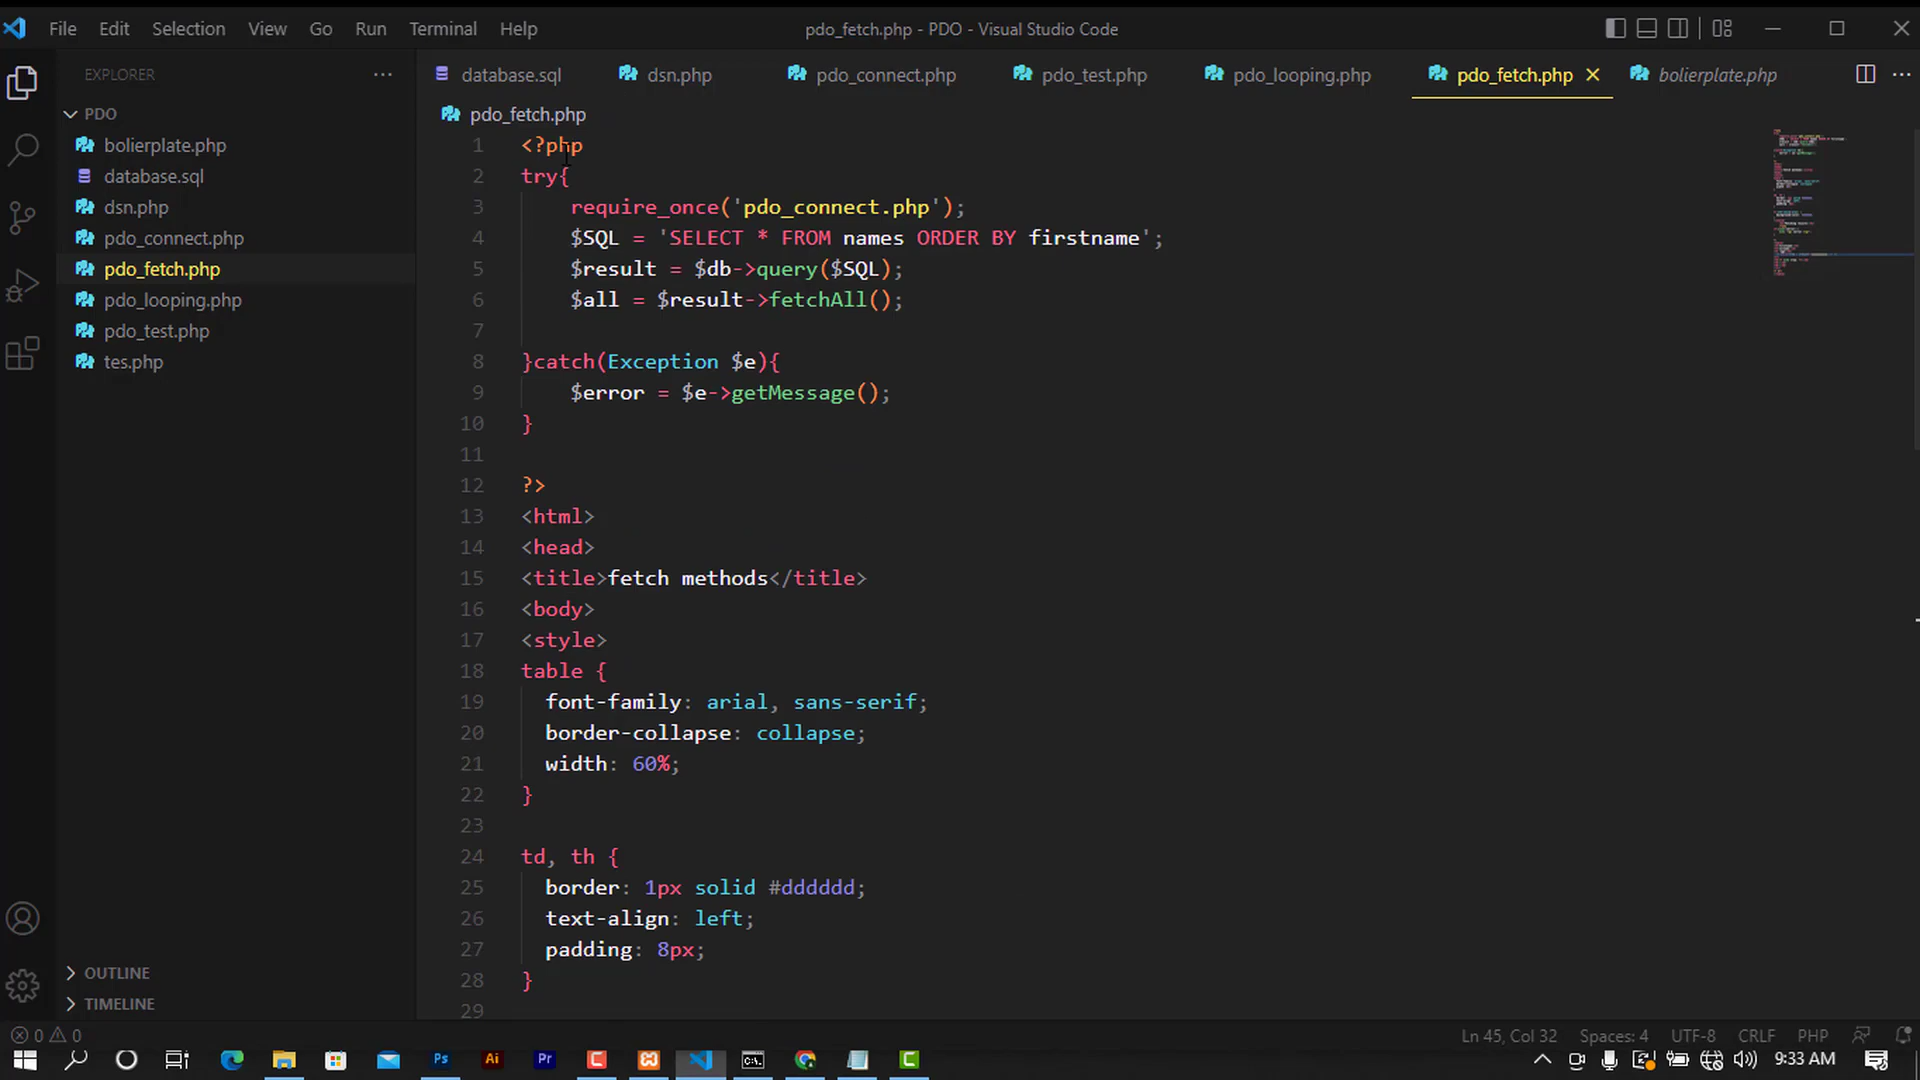 File Edit Selection View Go Run Terminal Help pdo_fetch.php - PDO - Visual Studio Code
EXPLORER
PDO
bolierplate.php
database.sql
dsn.php
pdo_connect.php
pdo_fetch.php
pdo_looping.php
pdo_test.php
tes.php
OUTLINE
TIMELINE
database.sql dsn.php pdo_connect.php pdo_test.php pdo_looping.php pdo_fetch.php bolierplate.php
pdo_fetch.php
1 <?php
2 try{
3 require_once('pdo_connect.php');
4 $SQL = 'SELECT * FROM names ORDER BY firstname';
5 $result = $db->query($SQL);
6 $all = $result->fetchAll();
7
8 }catch(Exception $e){
9 $error = $e->getMessage();
10 }
11
12 ?>
13 <html>
14 <head>
15 <title>fetch methods</title>
16 <body>
17 <style>
18 table {
19 font-family: arial, sans-serif;
20 border-collapse: collapse;
21 width: 60%;
22 }
23
24 td, th {
25 border: 1px solid #dddddd;
26 text-align: left;
27 padding: 8px;
28 }
29
0 0 Ln 45, Col 32 Spaces: 4 UTF-8 CRLF PHP
Ps Ai Pr C C 9:33 AM